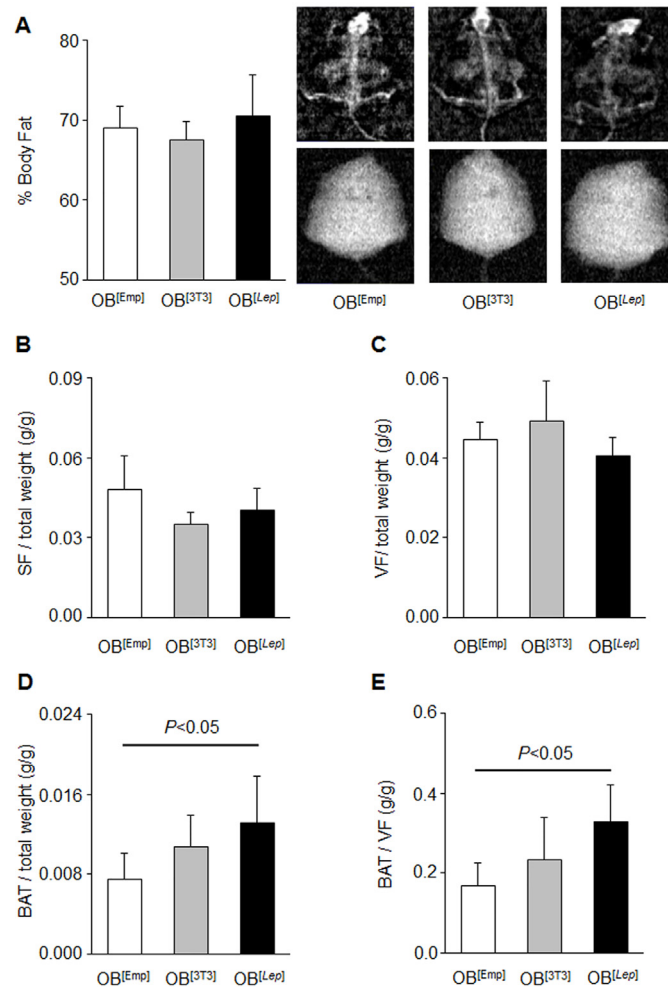 A
80
70
60
50
% Body Fat
OB[Emp] OB[3T3] OB[Lep]
OB[Emp] OB[3T3] OB[Lep]
B
0.09
0.06
0.03
0.00
SF / total weight (g/g)
OB[Emp] OB[3T3] OB[Lep]
C
0.06
0.04
0.02
0.00
VF/ total weight (g/g)
OB[Emp] OB[3T3] OB[Lep]
D
0.024
0.016
0.008
0.000
BAT / total weight (g/g)
P<0.05
OB[Emp] OB[3T3] OB[Lep]
E
0.6
0.4
0.2
0.0
BAT / VF (g/g)
P<0.05
OB[Emp] OB[3T3] OB[Lep]